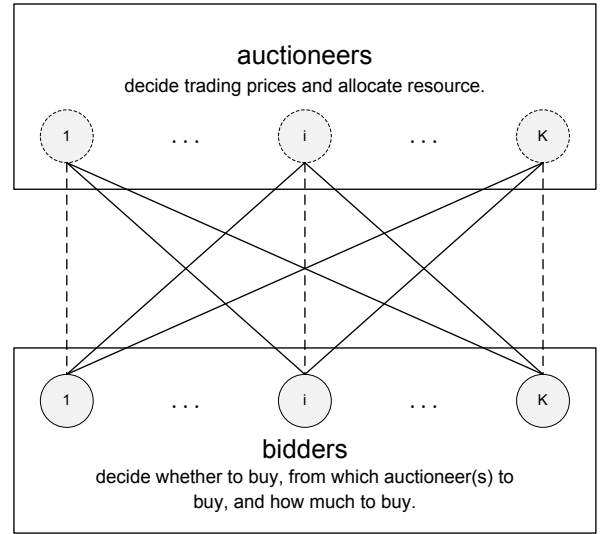 auctioneers
decide trading prices and allocate resource.
1 ... i ... K
1 ... i ... K
bidders
decide whether to buy, from which auctioneer(s) to
buy, and how much to buy.